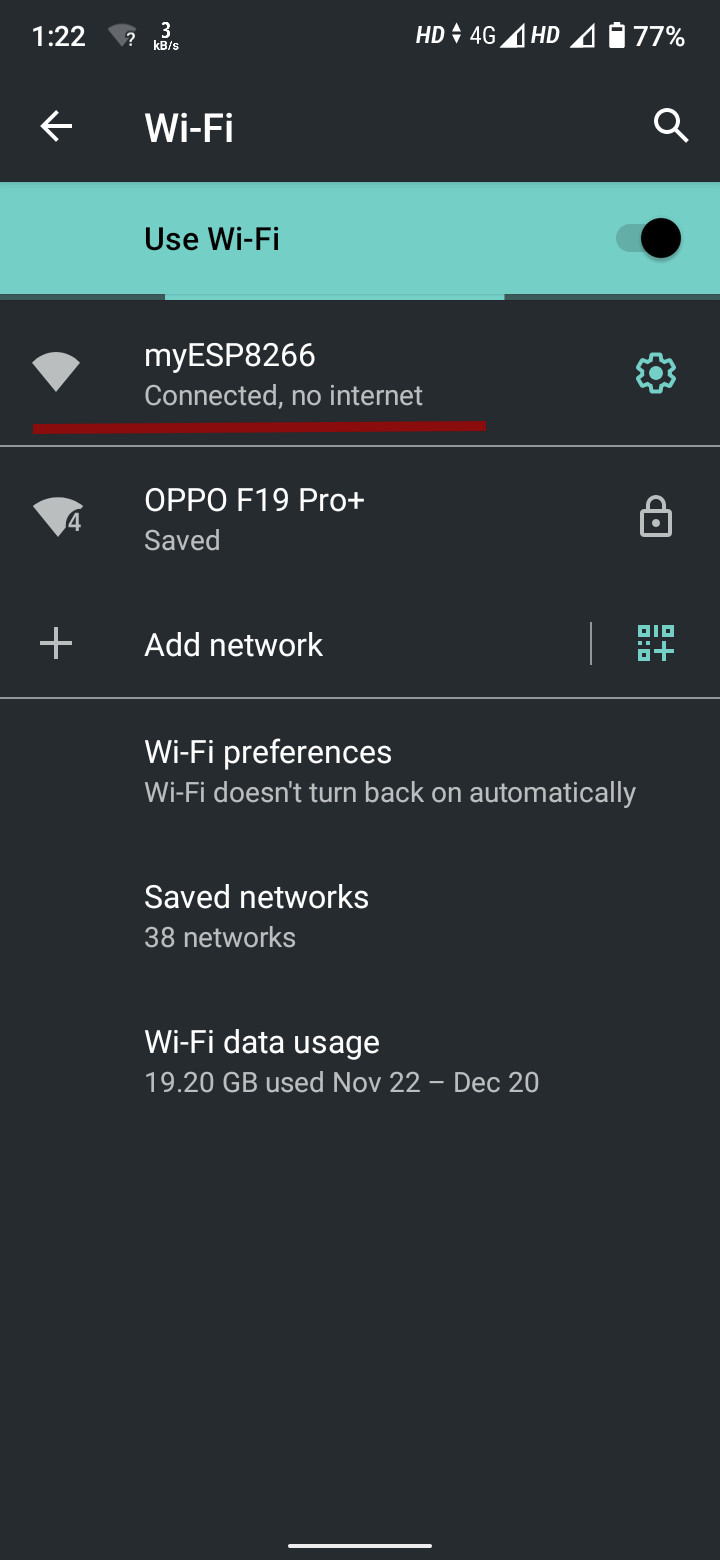 1:22 ? 3 kB/s HD 4G HD 77%
Wi-Fi
Use Wi-Fi
myESP8266
Connected, no internet
OPPO F19 Pro+
4
Saved
Add network
Wi-Fi preferences
Wi-Fi doesn't turn back on automatically
Saved networks
38 networks
Wi-Fi data usage
19.20 GB used Nov 22 – Dec 20